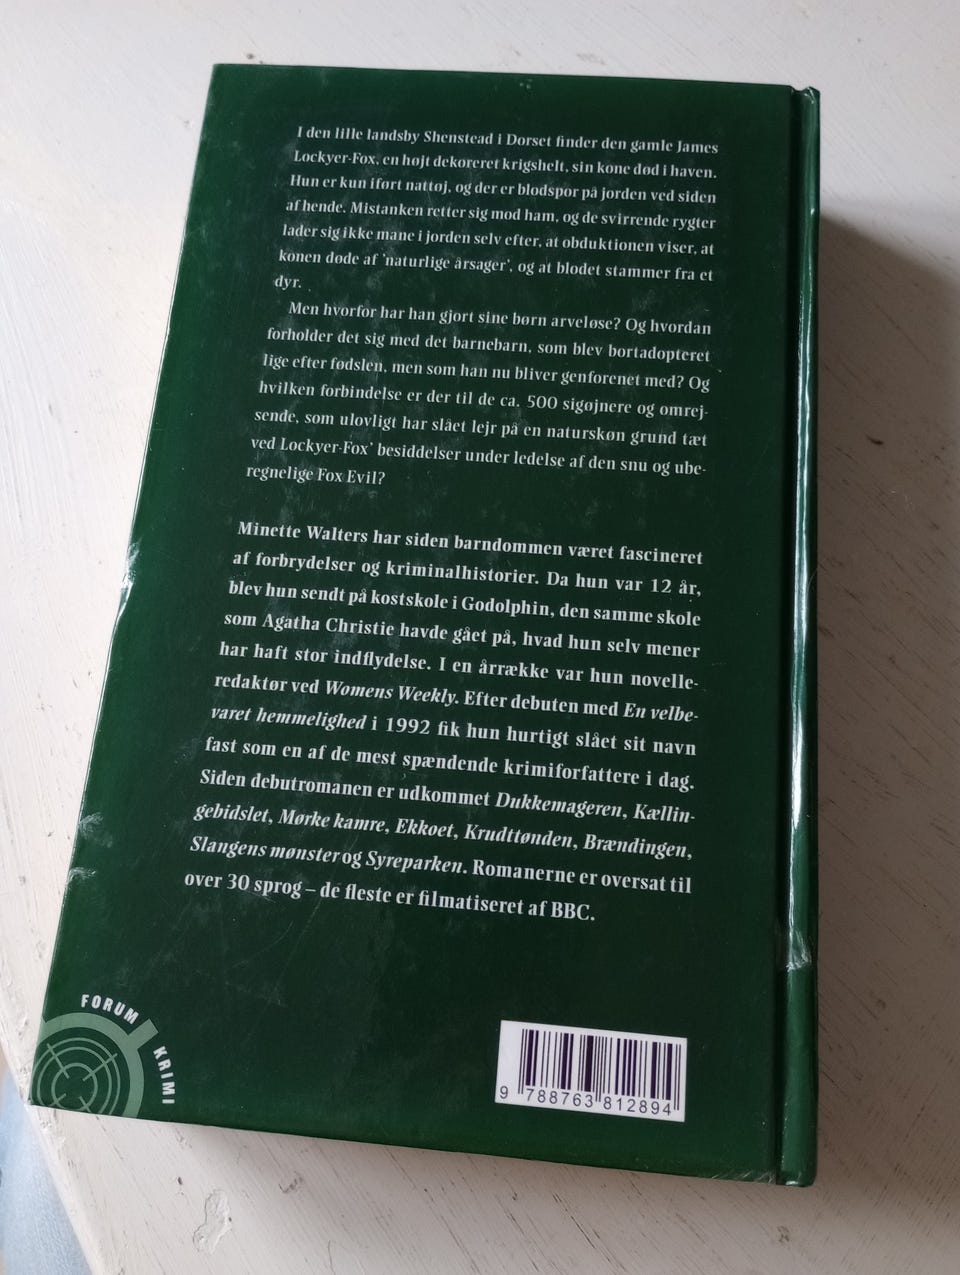 I den lille landsby Shenstead i Dorset finder den gamle James
Lockyer-Fox, en højt dekoreret krigshelt, sin kone død i haven.
Hun er kun iført nattøj, og der er blodspor på jorden ved siden
af hende. Mistanken retter sig mod ham, og de svirrende rygter
lader sig ikke mane i jorden selv efter, at obduktionen viser, at
konen døde af 'naturlige årsager', og at blodet stammer fra et
dyr.
Men hvorfor har han gjort sine børn arveløse? Og hvordan
forholder det sig med det barnebarn, som blev bortadopteret
lige efter fødslen, men som han nu bliver genforenet med? Og
hvilken forbindelse er der til de ca. 500 sigøjnere og omrej-
sende, som ulovligt har slået lejr på en naturskøn grund tæt
ved Lockyer-Fox' besiddelser under ledelse af den snu og ube-
regnelige Fox Evil?
Minette Walters har siden barndommen været fascineret
af forbrydelser og kriminalhistorier. Da hun var 12 år,
blev hun sendt på kostskole i Godolphin, den samme skole
som Agatha Christie havde gået på, hvad hun selv mener
har haft stor indflydelse. I en årrække var hun novelle-
redaktør ved Womens Weekly. Efter debuten med En velbe-
varet hemmelighed i 1992 fik hun hurtigt slået sit navn
fast som en af de mest spændende krimiforfattere i dag.
Siden debutromanen er udkommet Dukkemageren, Kællin-
gebidslet, Mørke kamre, Ekkoet, Krudttønden, Brændingen,
Slangens mønster og Syreparken. Romanerne er oversat til
over 30 sprog – de fleste er filmatiseret af BBC.
FORUM KRIMI
9 788763 812894